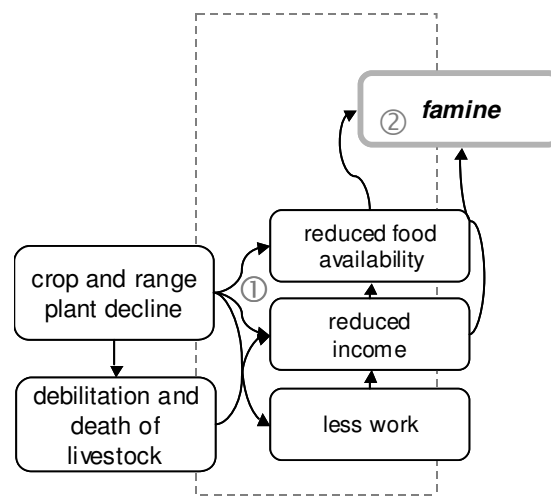 ② famine
reduced food
availability
crop and range
plant decline
①
reduced
income
debilitation and
death of
livestock
less work